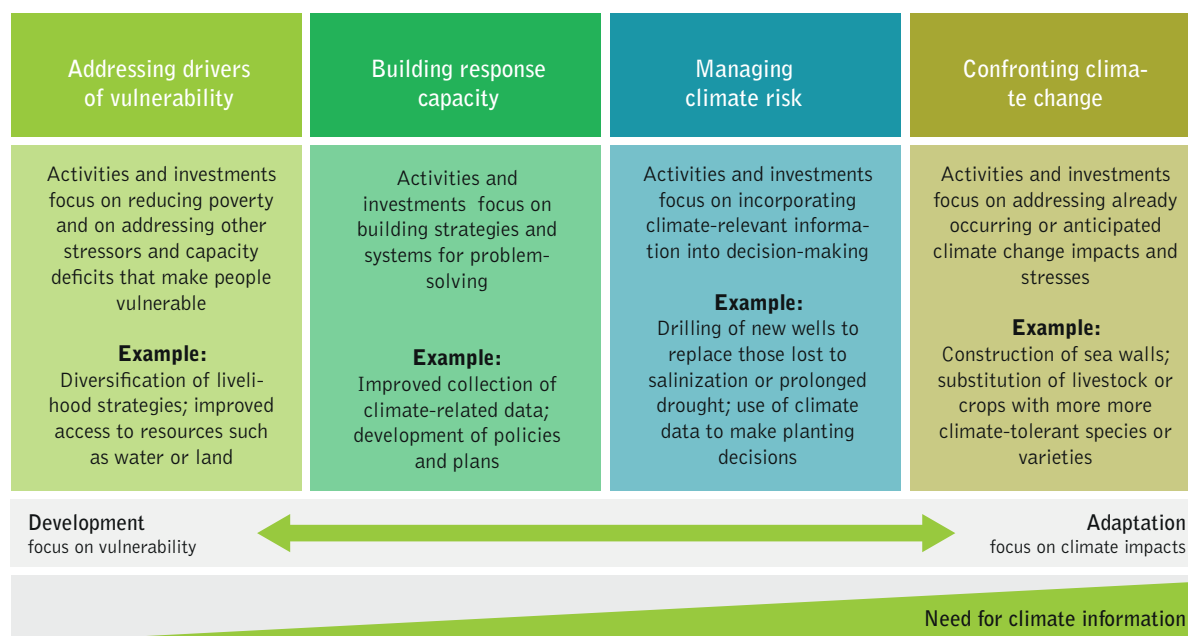 Addressing drivers
of vulnerability
Activities and investments
focus on reducing poverty
and on addressing other
stressors and capacity
deficits that make people
vulnerable
Example:
Diversification of liveli-
hood strategies; improved
access to resources such
as water or land
Building response
capacity
Activities and
investments focus on
building strategies and
systems for problem-
solving
Example:
Improved collection of
climate-related data;
development of policies
and plans
Managing
climate risk
Activities and investments
focus on incorporating
climate-relevant informa-
tion into decision-making
Example:
Drilling of new wells to
replace those lost to
salinization or prolonged
drought; use of climate
data to make planting
decisions
Confronting clima-
te change
Activities and investments
focus on addressing already
occurring or anticipated
climate change impacts and
stresses
Example:
Construction of sea walls;
substitution of livestock or
crops with more more
climate-tolerant species or
varieties
Development
focus on vulnerability
Adaptation
focus on climate impacts
Need for climate information